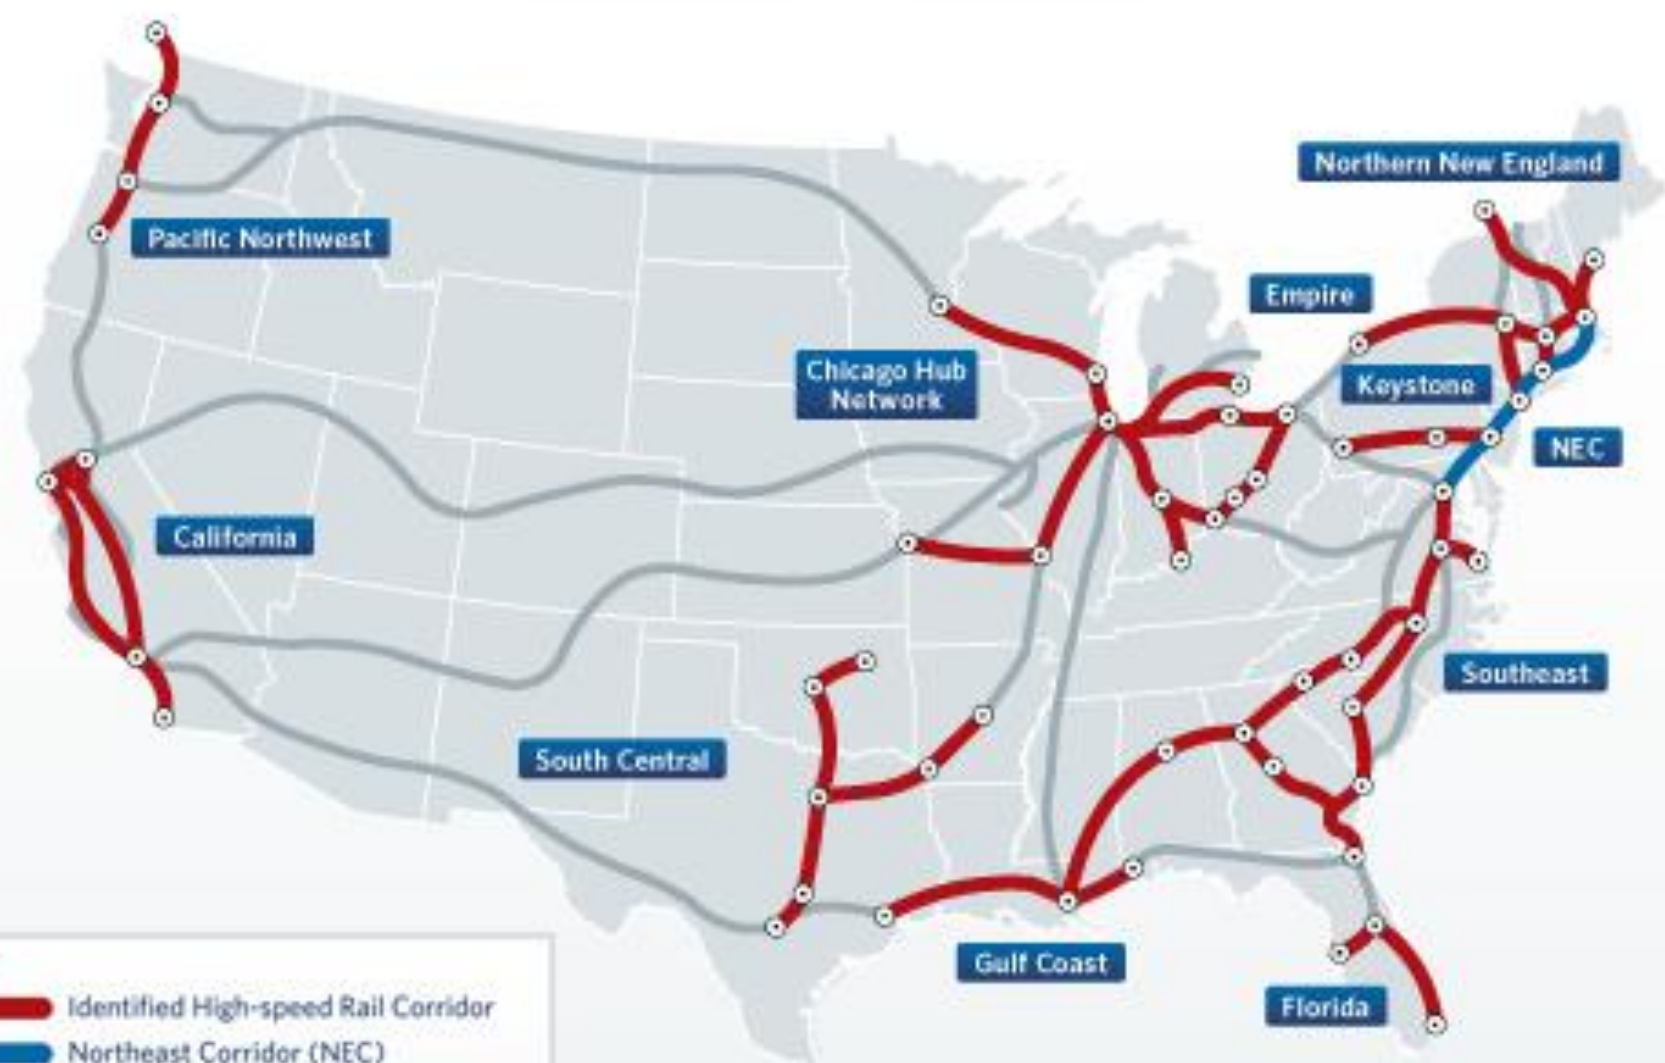 Northern New England
Pacific Northwest
Empire
Chicago Hub
Network
Keystone
NEC
California
Southeast
South Central
Gulf Coast
Florida
Identified High-speed Rail Corridor
Northeast Corridor (NEC)